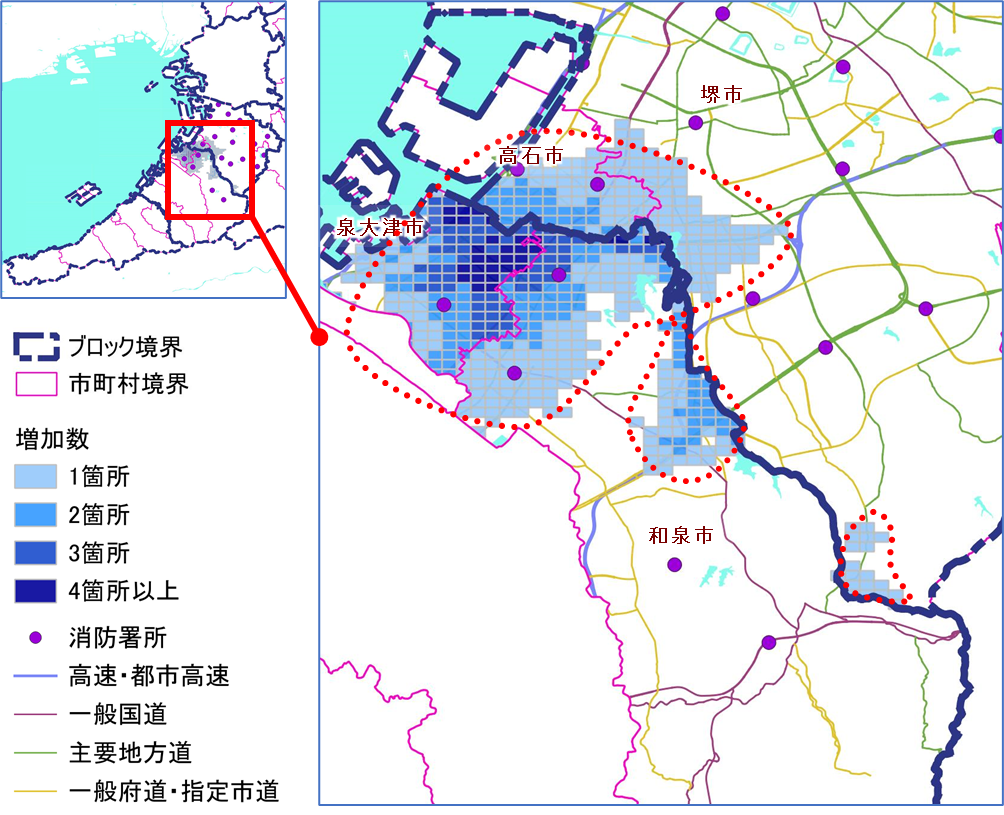 堺市
高石市
泉大津市
和泉市
ブロック境界
市町村境界
増加数
1箇所
2箇所
3箇所
4箇所以上
消防署所
高速・都市高速
一般国道
主要地方道
一般府道・指定市道